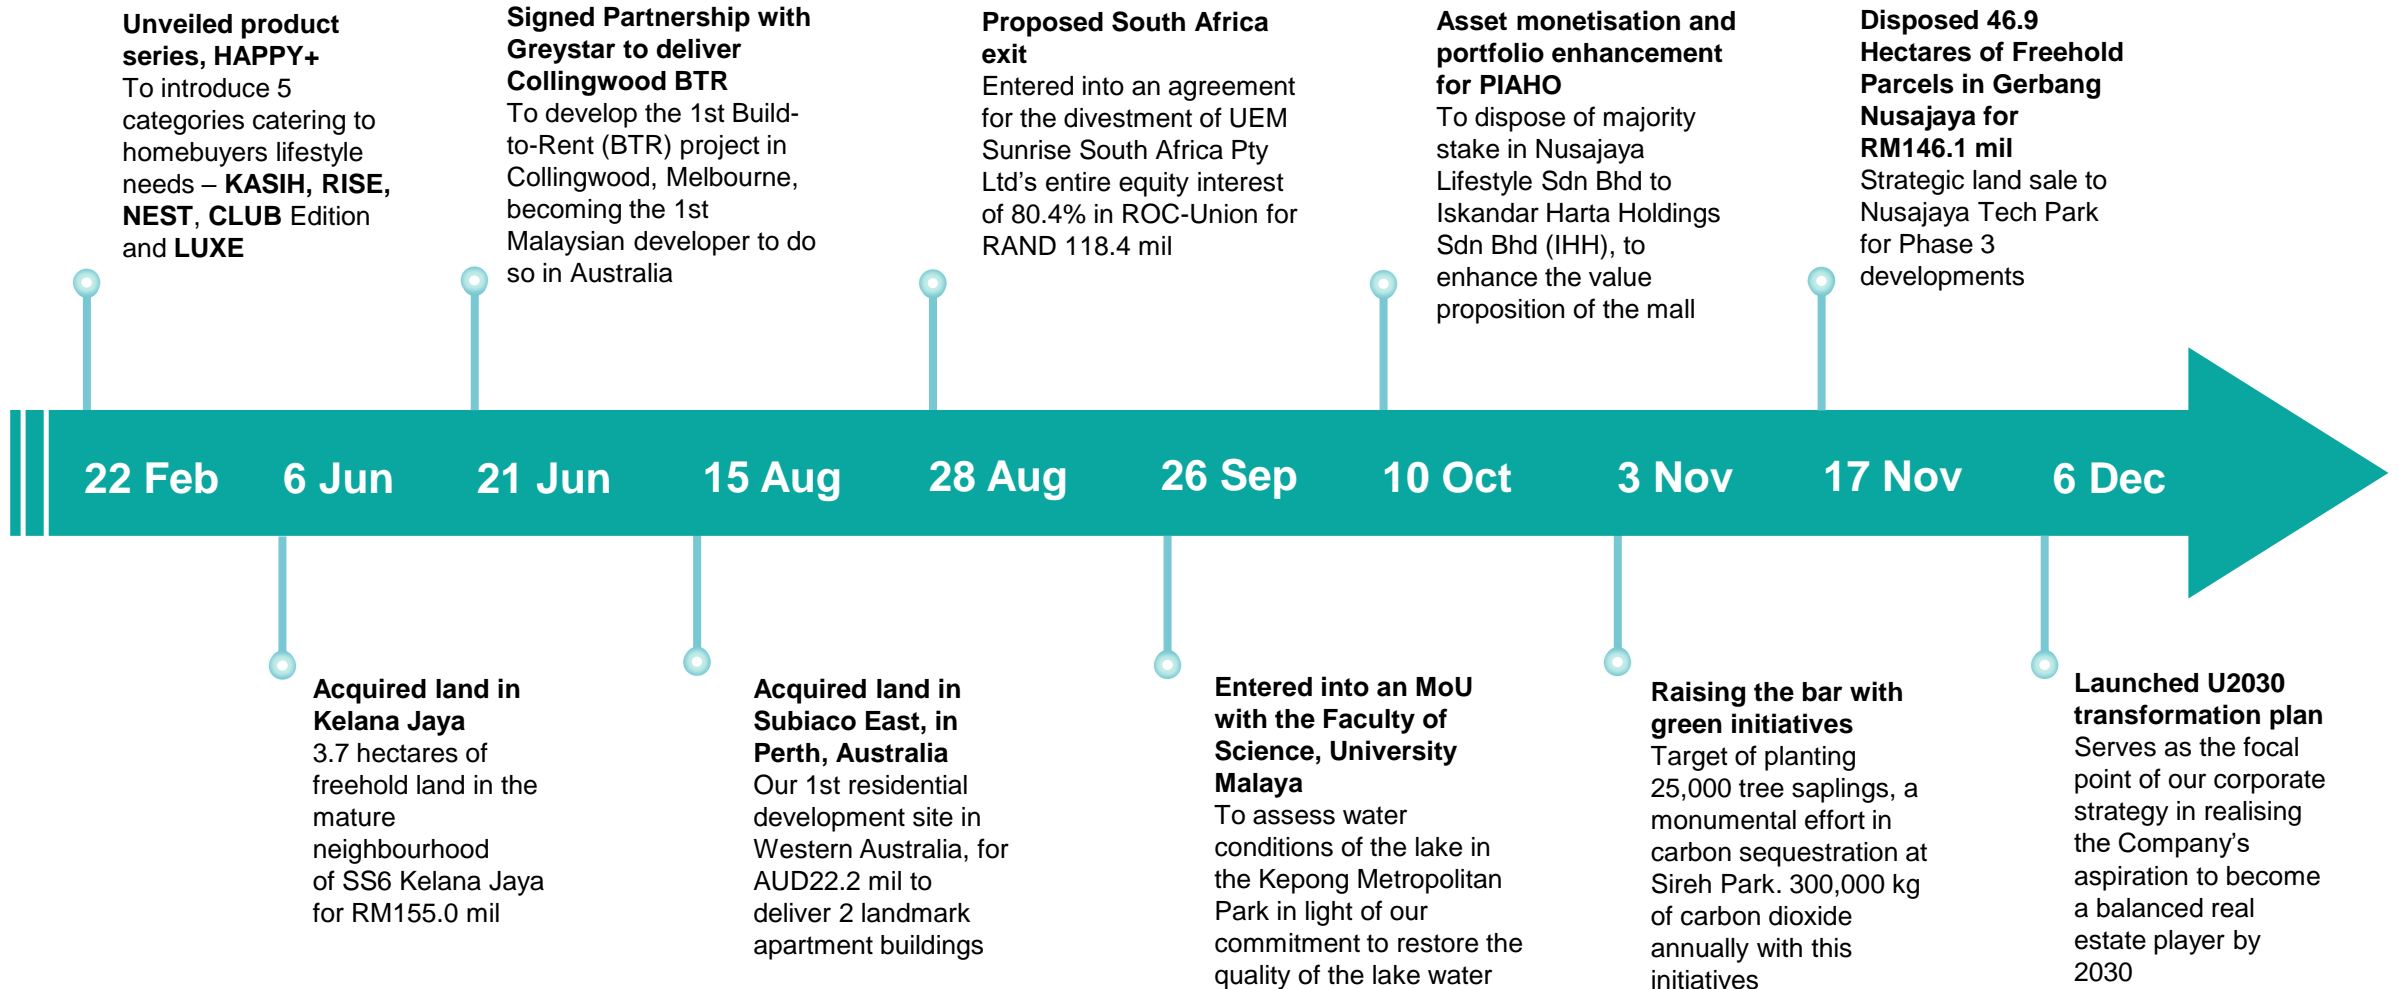 Unveiled product
series, HAPPY+
To introduce 5
categories catering to
homebuyers lifestyle
needs – KASIH, RISE,
NEST, CLUB Edition
and LUXE
Signed Partnership with
Greystar to deliver
Collingwood BTR
To develop the 1st Build-
to-Rent (BTR) project in
Collingwood, Melbourne,
becoming the 1st
Malaysian developer to do
so in Australia
Proposed South Africa
exit
Entered into an agreement
for the divestment of UEM
Sunrise South Africa Pty
Ltd’s entire equity interest
of 80.4% in ROC-Union for
RAND 118.4 mil
Asset monetisation and
portfolio enhancement
for PIAHO
To dispose of majority
stake in Nusajaya
Lifestyle Sdn Bhd to
Iskandar Harta Holdings
Sdn Bhd (IHH), to
enhance the value
proposition of the mall
Disposed 46.9
Hectares of Freehold
Parcels in Gerbang
Nusajaya for
RM146.1 mil
Strategic land sale to
Nusajaya Tech Park
for Phase 3
developments
22 Feb
6 Jun
21 Jun
15 Aug
28 Aug
26 Sep
10 Oct
3 Nov
17 Nov
6 Dec
Acquired land in
Kelana Jaya
3.7 hectares of
freehold land in the
mature
neighbourhood
of SS6 Kelana Jaya
for RM155.0 mil
Acquired land in
Subiaco East, in
Perth, Australia
Our 1st residential
development site in
Western Australia, for
AUD22.2 mil to
deliver 2 landmark
apartment buildings
Entered into an MoU
with the Faculty of
Science, University
Malaya
To assess water
conditions of the lake in
the Kepong Metropolitan
Park in light of our
commitment to restore the
quality of the lake water
Raising the bar with
green initiatives
Target of planting
25,000 tree saplings, a
monumental effort in
carbon sequestration at
Sireh Park. 300,000 kg
of carbon dioxide
annually with this
initiatives
Launched U2030
transformation plan
Serves as the focal
point of our corporate
strategy in realising
the Company’s
aspiration to become
a balanced real
estate player by
2030